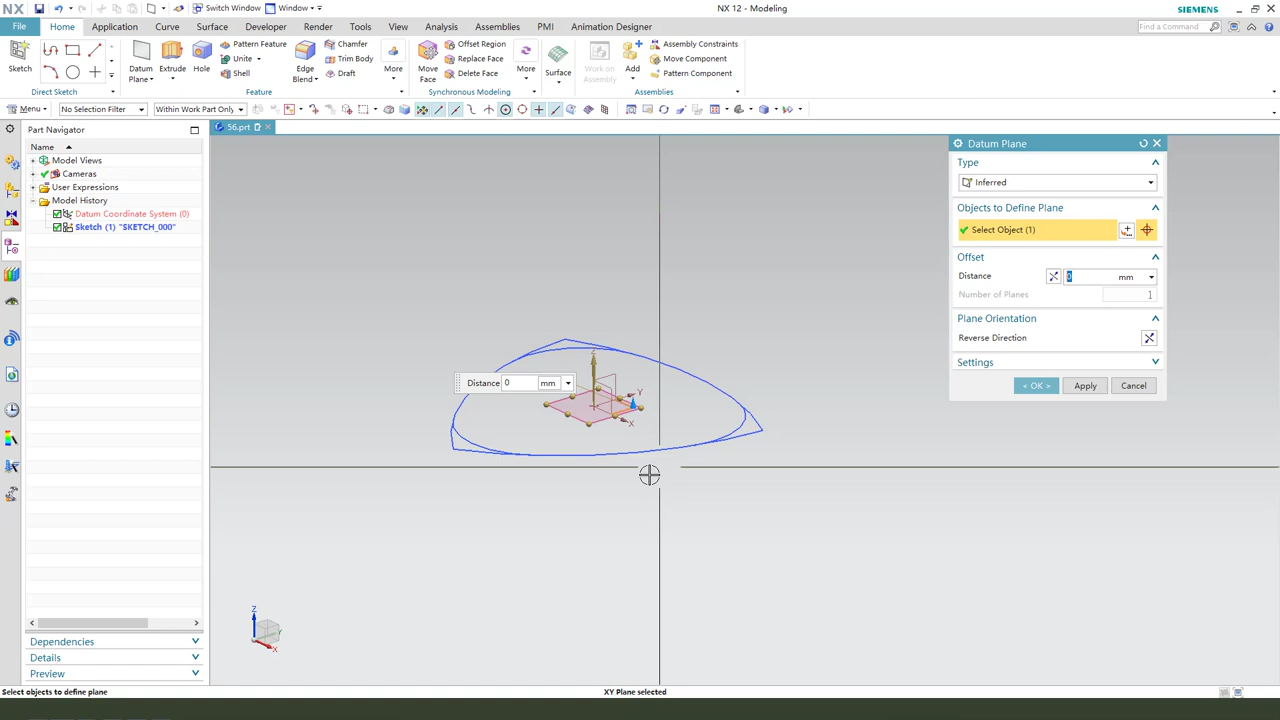 NX
Switch Window
Window
NX 12 - Modeling
SIEMENS
File
Home
Application
Curve
Surface
Developer
Render
Tools
View
Analysis
Assemblies
PMI
Animation Designer
Find a Command
Sketch
Direct Sketch
Datum Plane
Extrude
Hole
Pattern Feature
Unite
Shell
Edge Blend
Chamfer
Trim Body
Draft
More
Feature
Move Face
Offset Region
Replace Face
Delete Face
More
Synchronous Modeling
Surface
Work on Assembly
Add
Assembly Constraints
Move Component
Pattern Component
Assemblies
Menu
No Selection Filter
Within Work Part Only
Part Navigator
56.prt
Name
Model Views
Cameras
User Expressions
Model History
Datum Coordinate System (0)
Sketch (1) "SKETCH_000"
Dependencies
Details
Preview
Distance 0 mm
Z
Y
X
Z
Y
X
Datum Plane
Type
Inferred
Objects to Define Plane
Select Object (1)
Offset
Distance 0 mm
Number of Planes 1
Plane Orientation
Reverse Direction
Settings
< OK >
Apply
Cancel
Select objects to define plane
XY Plane selected